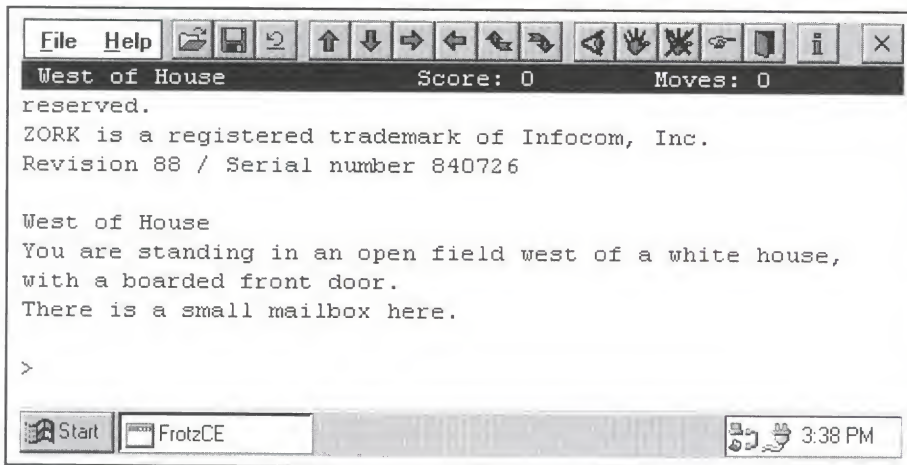 File Help
West of House Score: 0 Moves: 0
reserved.
ZORK is a registered trademark of Infocom, Inc.
Revision 88 / Serial number 840726
West of House
You are standing in an open field west of a white house,
with a boarded front door.
There is a small mailbox here.
>
Start FrotzCE 3:38 PM